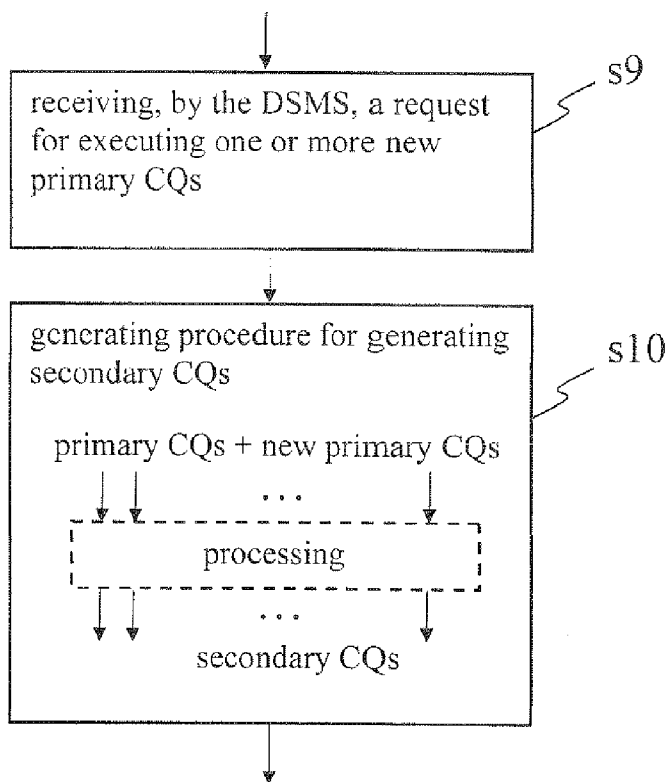 receiving, by the DSMS, a request
for executing one or more new
primary CQs
s9
generating procedure for generating
secondary CQs
s10
primary CQs + new primary CQs
...
processing
...
secondary CQs